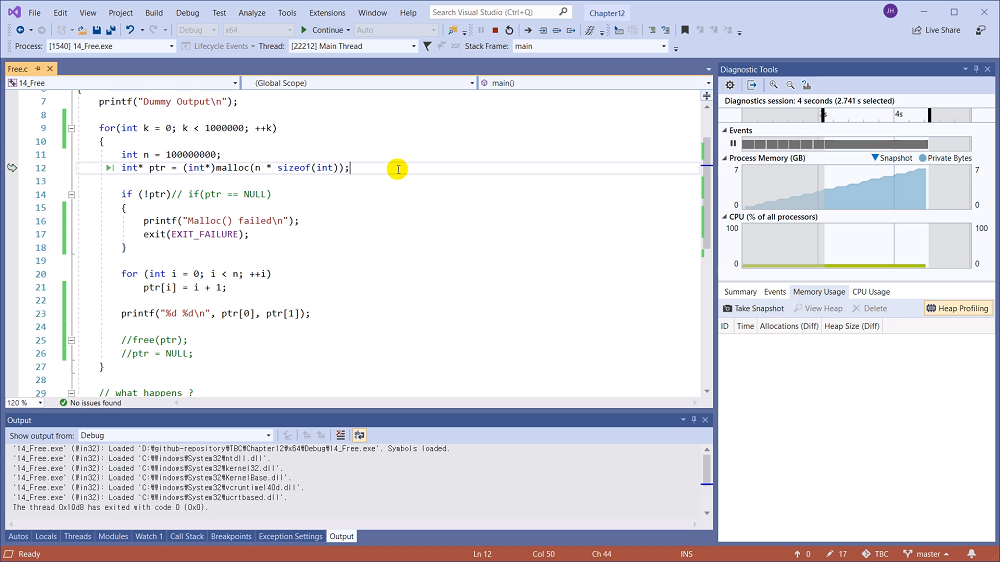 File Edit View Git Project Build Debug Test Analyze Tools Extensions Window Help Search Visual Studio (Ctrl+Q) Chapter12 JH
Debug x64 Continue Auto Live Share
Process: [1540] 14_Free.exe Lifecycle Events Thread: [22212] Main Thread Stack Frame: main
Free.c
14_Free (Global Scope) main()
7 printf("Dummy Output\n");
8
9 for(int k = 0; k < 1000000; ++k)
10 {
11 int n = 100000000;
12 int* ptr = (int*)malloc(n * sizeof(int));
13
14 if (!ptr)// if(ptr == NULL)
15 {
16 printf("Malloc() failed\n");
17 exit(EXIT_FAILURE);
18 }
19
20 for (int i = 0; i < n; ++i)
21 ptr[i] = i + 1;
22
23 printf("%d %d\n", ptr[0], ptr[1]);
24
25 //free(ptr);
26 //ptr = NULL;
27 }
28
29 // what happens ?
120 % No issues found
Diagnostic Tools
Diagnostics session: 4 seconds (2.741 s selected)
4s
Events
Process Memory (GB) Snapshot Private Bytes
7 7
0 0
CPU (% of all processors)
100 100
0 0
Summary Events Memory Usage CPU Usage
Take Snapshot View Heap Delete Heap Profiling
ID Time Allocations (Diff) Heap Size (Diff)
Output
Show output from: Debug
'14_Free.exe' (Win32): Loaded 'D:₩github-repository₩TBC₩Chapter12₩x64₩Debug₩14_Free.exe'. Symbols loaded.
'14_Free.exe' (Win32): Loaded 'C:₩Windows₩System32₩ntdll.dll'.
'14_Free.exe' (Win32): Loaded 'C:₩Windows₩System32₩kernel32.dll'.
'14_Free.exe' (Win32): Loaded 'C:₩Windows₩System32₩KernelBase.dll'.
'14_Free.exe' (Win32): Loaded 'C:₩Windows₩System32₩vcruntime140d.dll'.
'14_Free.exe' (Win32): Loaded 'C:₩Windows₩System32₩ucrtbased.dll'.
The thread 0x10d8 has exited with code 0 (0x0).
Autos Locals Threads Modules Watch 1 Call Stack Breakpoints Exception Settings Output
Ready Ln 12 Col 50 Ch 44 INS 0 17 TBC master